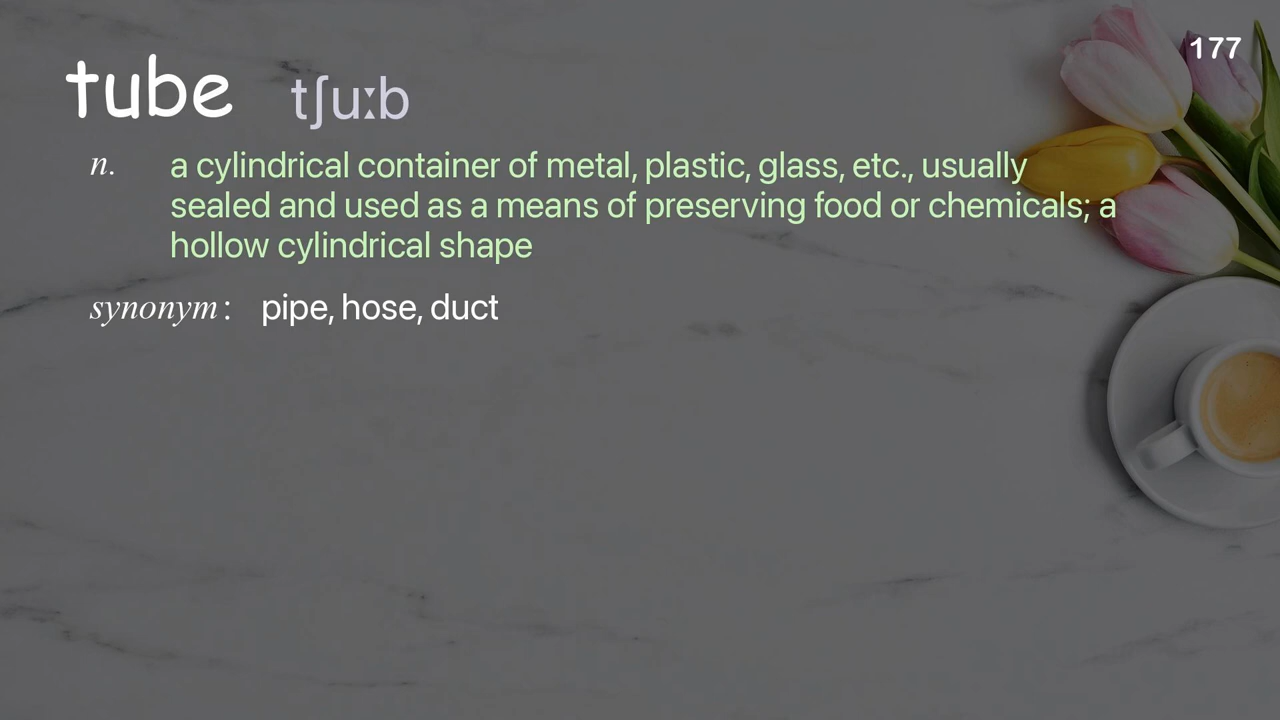 177
tube tʃuːb
n. a cylindrical container of metal, plastic, glass, etc., usually
sealed and used as a means of preserving food or chemicals; a
hollow cylindrical shape
synonym: pipe, hose, duct